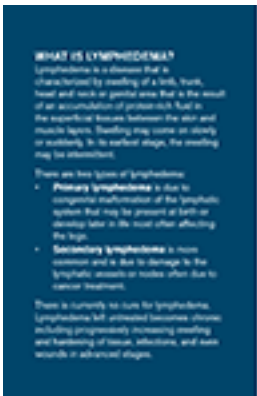 WHAT IS LYMPHEDEMA?
Lymphedema is a disease that is
characterized by swelling of a limb, trunk,
head and neck or genital area that is the result
of an accumulation of protein-rich fluid in
the superficial tissues between the skin and
muscle layers. Swelling may come on slowly
or suddenly. In its earliest stage, the swelling
may be intermittent.
There are two types of lymphedema:
• Primary lymphedema is due to
congenital malformation of the lymphatic
system that may be present at birth or
develop later in life most often affecting
the legs.
• Secondary lymphedema is more
common and is due to damage to the
lymphatic vessels or nodes often due to
cancer treatment.
There is currently no cure for lymphedema.
Lymphedema left untreated becomes chronic
including progressively increasing swelling
and hardening of tissue, infections, and even
wounds in advanced stages.